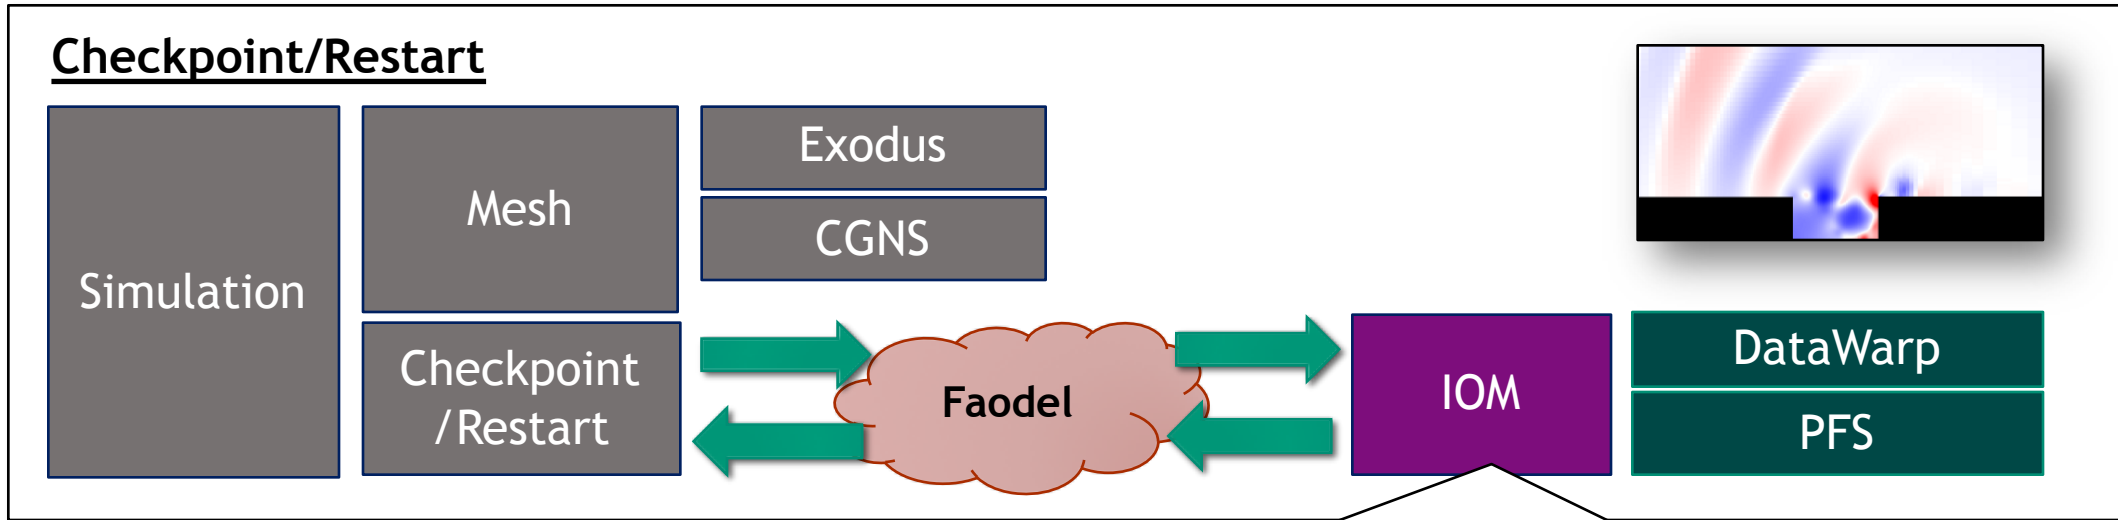 Checkpoint/Restart
Simulation
Mesh
Exodus
CGNS
Checkpoint
/Restart
Faodel
IOM
DataWarp
PFS